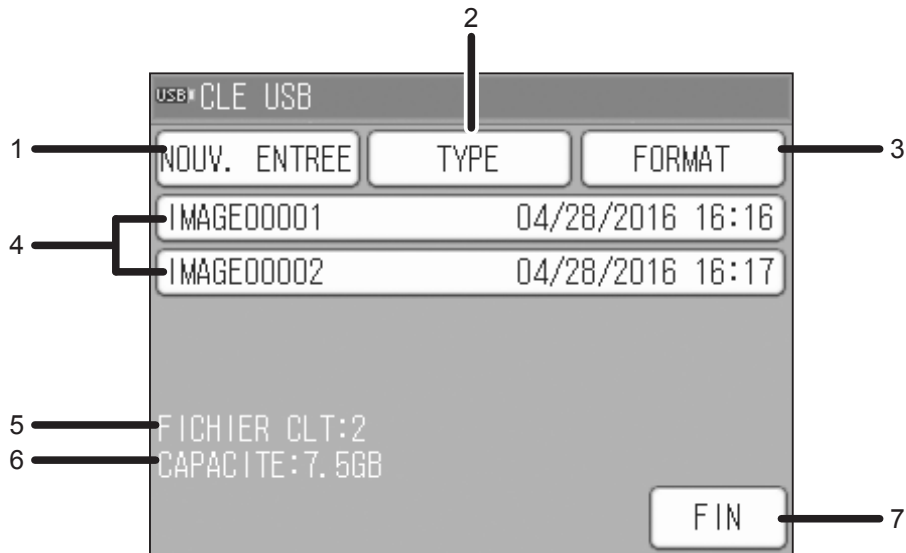 2
USB CLE USB
1 NOUV. ENTREE TYPE FORMAT 3
IMAGE00001 04/28/2016 16:16
4
IMAGE00002 04/28/2016 16:17
5 FICHIER CLT:2
6 CAPACITE:7.5GB
FIN 7